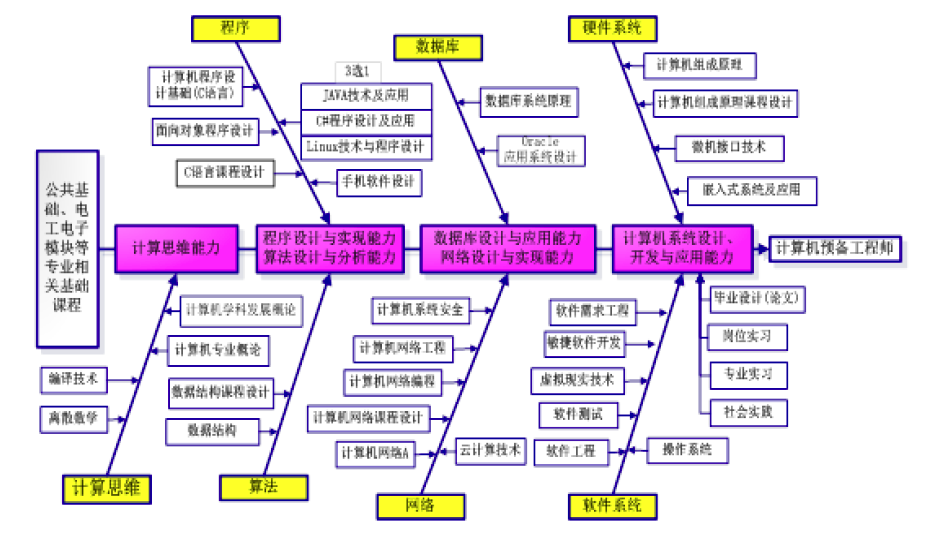 程序
数据库
硬件系统
计算机程序设
计基础(C语言)
面向对象程序设计
C语言课程设计
3选1
JAVA技术及应用
C#程序设计及应用
Linux技术与程序设计
手机软件设计
数据库系统原理
Oracle
应用系统设计
计算机组成原理
计算机组成原理课程设计
微机接口技术
嵌入式系统及应用
公共基
础、电
工电子
模块等
专业相
关基础
课程
计算思维能力
程序设计与实现能力
算法设计与分析能力
数据库设计与应用能力
网络设计与实现能力
计算机系统设计、
开发与应用能力
计算机预备工程师
计算机学科发展概论
计算机专业概论
编译技术
离散数学
数据结构课程设计
数据结构
计算机系统安全
计算机网络工程
计算机网络编程
计算机网络课程设计
计算机网络A
云计算技术
软件需求工程
敏捷软件开发
虚拟现实技术
软件测试
软件工程
操作系统
毕业设计(论文)
岗位实习
专业实习
社会实践
计算思维
算法
网络
软件系统